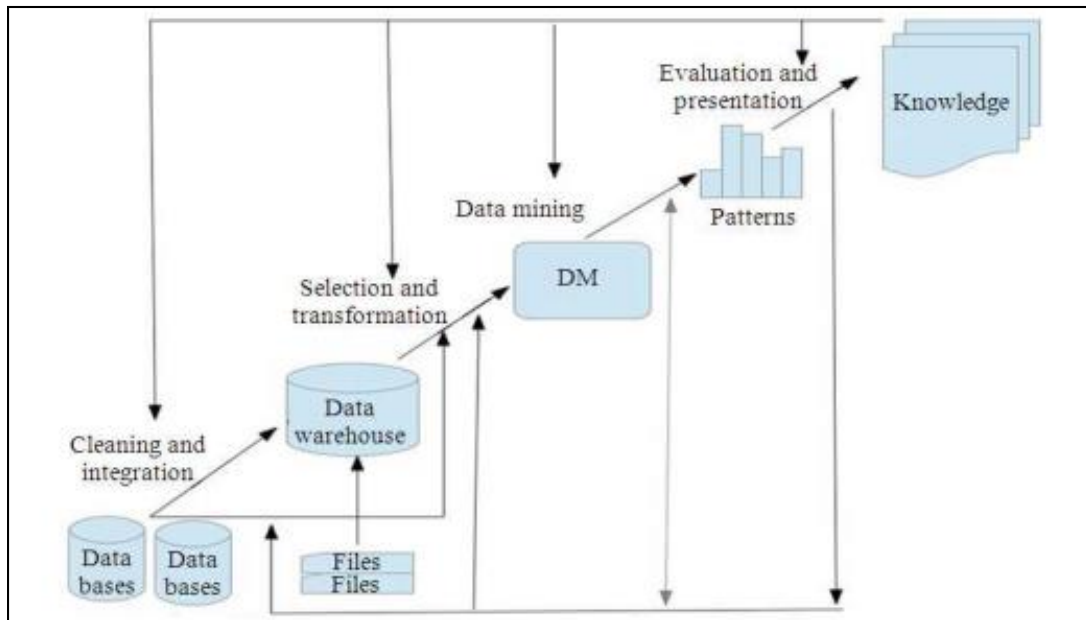 Evaluation and
presentation
Knowledge
Patterns
Data mining
DM
Selection and
transformation
Data
warehouse
Cleaning and
integration
Data
bases
Data
bases
Files
Files